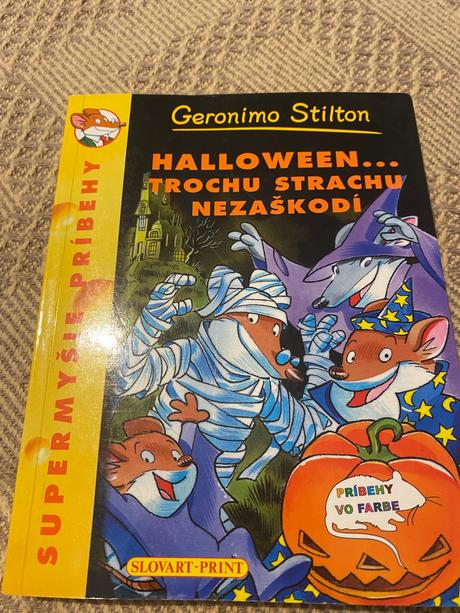 Geronimo Stilton
HALLOWEEN...
TROCHU STRACHU
NEZAŠKODÍ
SUPERMYŠIE PRÍBEHY
PRÍBEHY
VO FARBE
SLOVART-PRINT